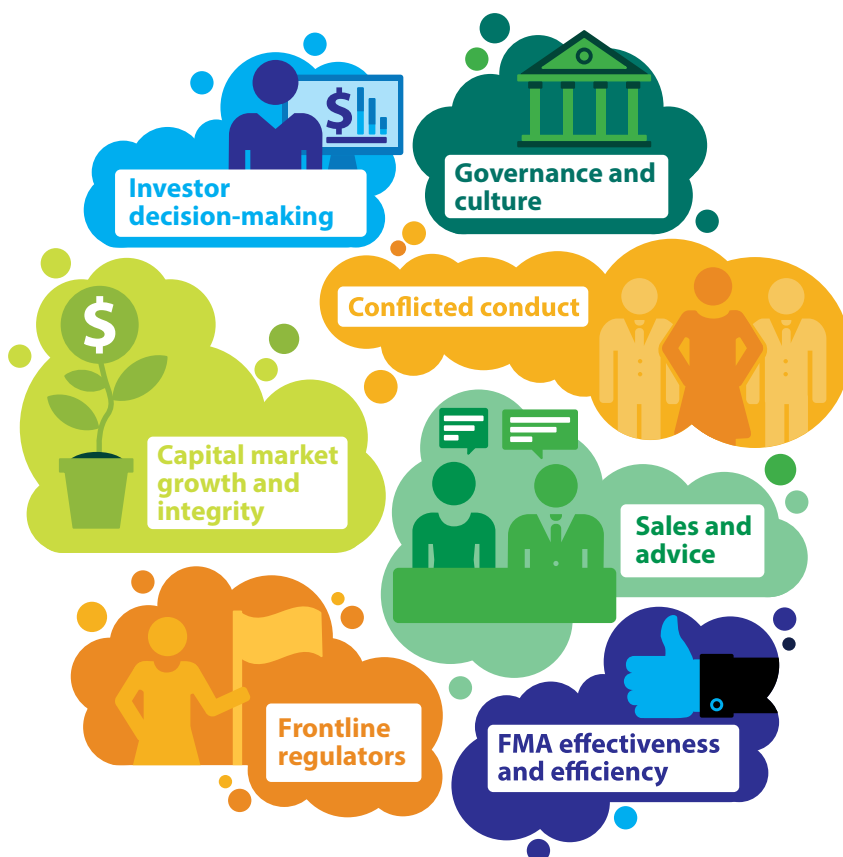 $
Investor
decision-making
Governance and
culture
Conflicted conduct
$
Capital market
growth and
integrity
Sales and
advice
Frontline
regulators
FMA effectiveness
and efficiency